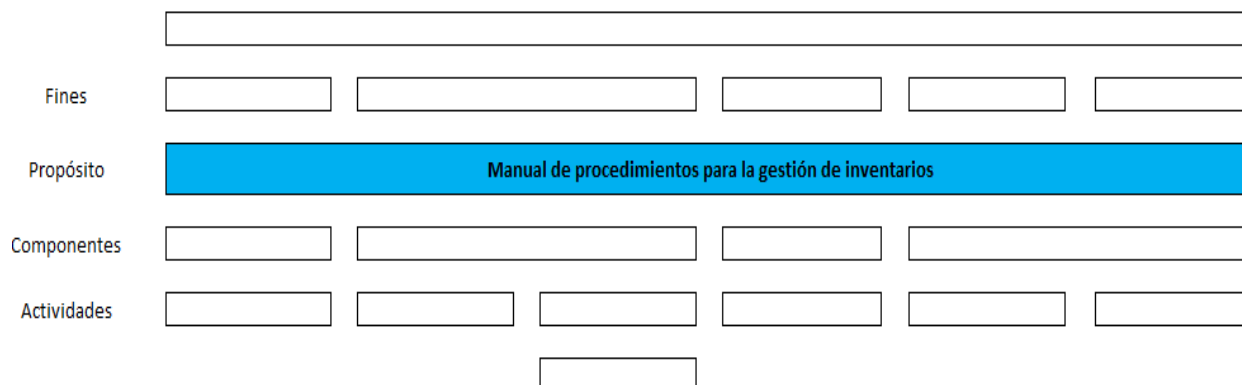 Fines
Propósito
Manual de procedimientos para la gestión de inventarios
Componentes
Actividades